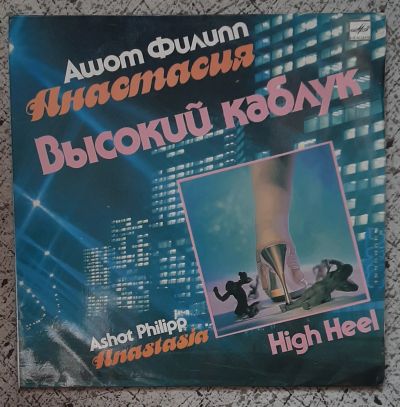 Ашот Филипп
Анастасия
Высокий каблук
Ashot Philipp
Anastasia
High Heel